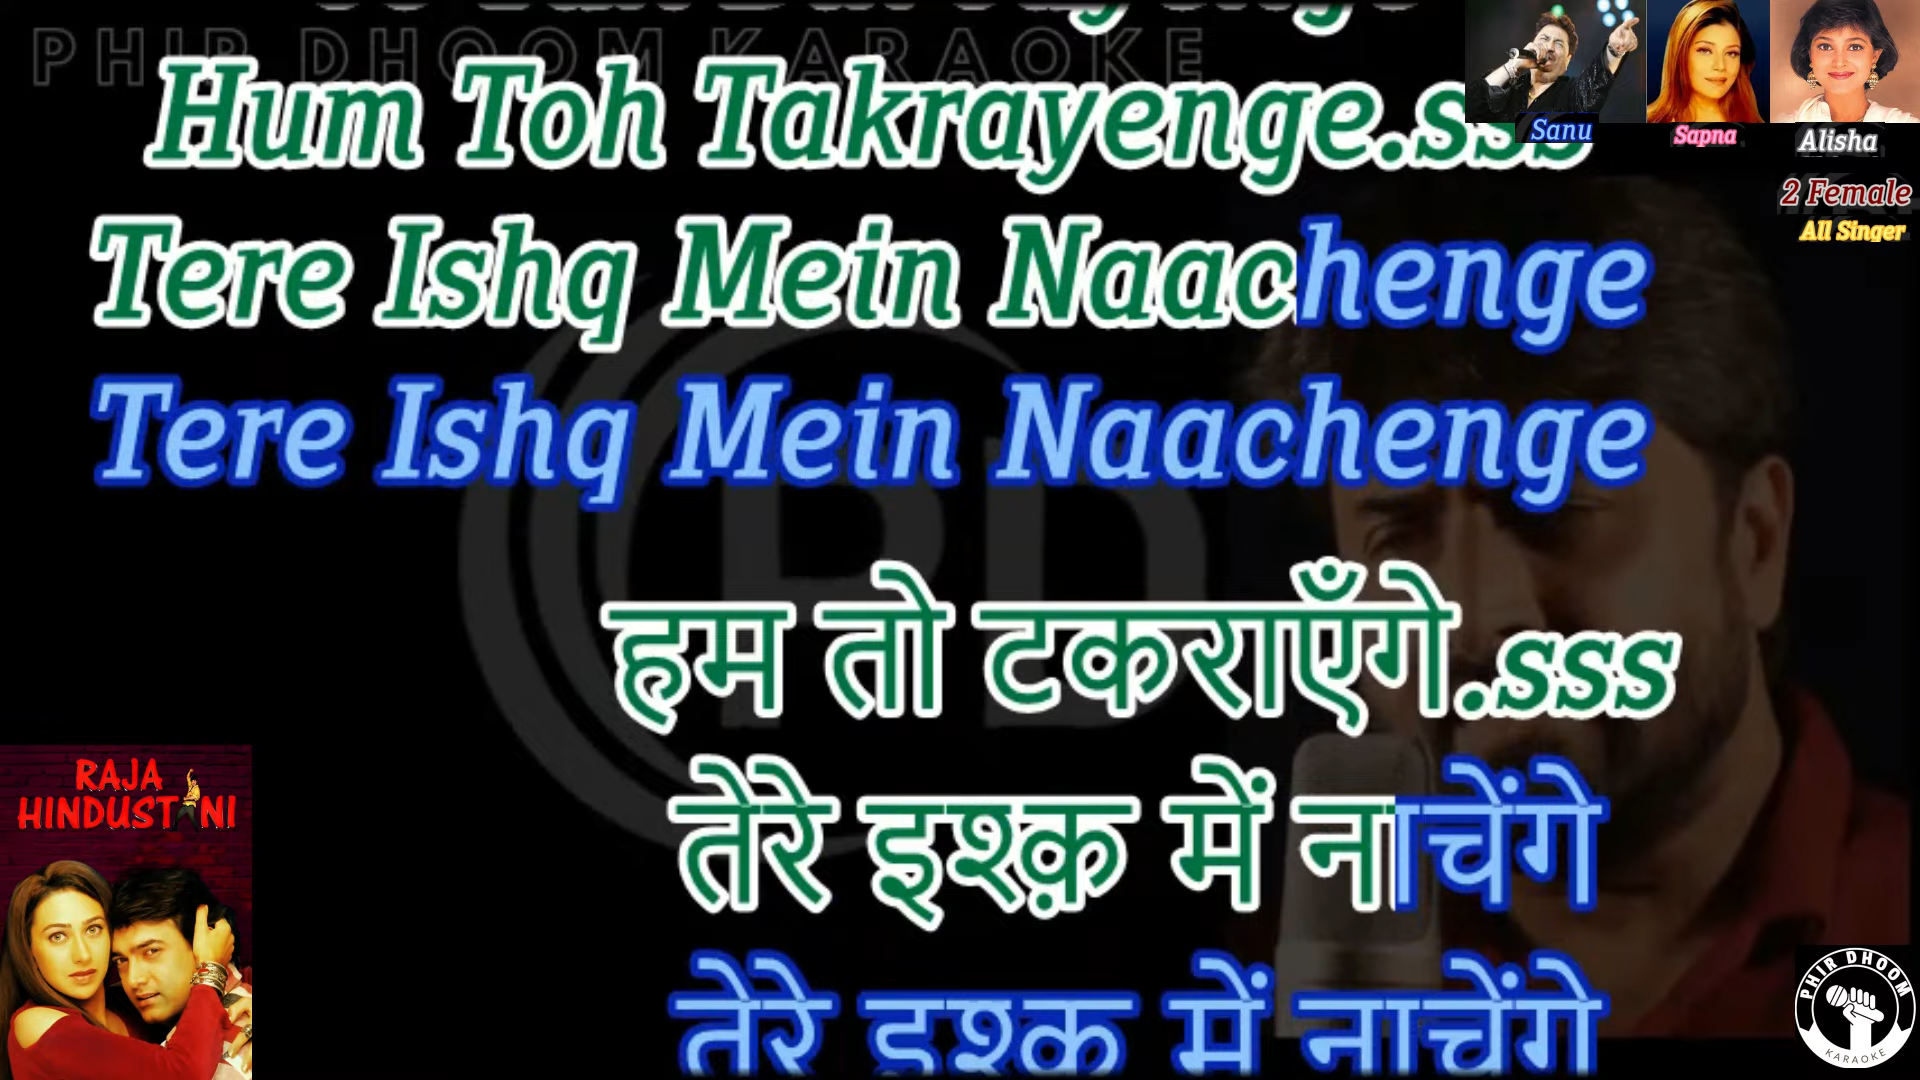 PHIR DHOOM KARAOKE
Hum Toh Takrayenge.sss
Tere Ishq Mein Naachenge
Tere Ishq Mein Naachenge
हम तो टकराएँगे.sss
तेरे इश्क़ में नाचेंगे
तेरे इश्क़ में नाचेंगे
Sanu
Sapna
Alisha
2 Female
All Singer
RAJA
HINDUSTANI
PD
PHIR DHOOM
KARAOKE